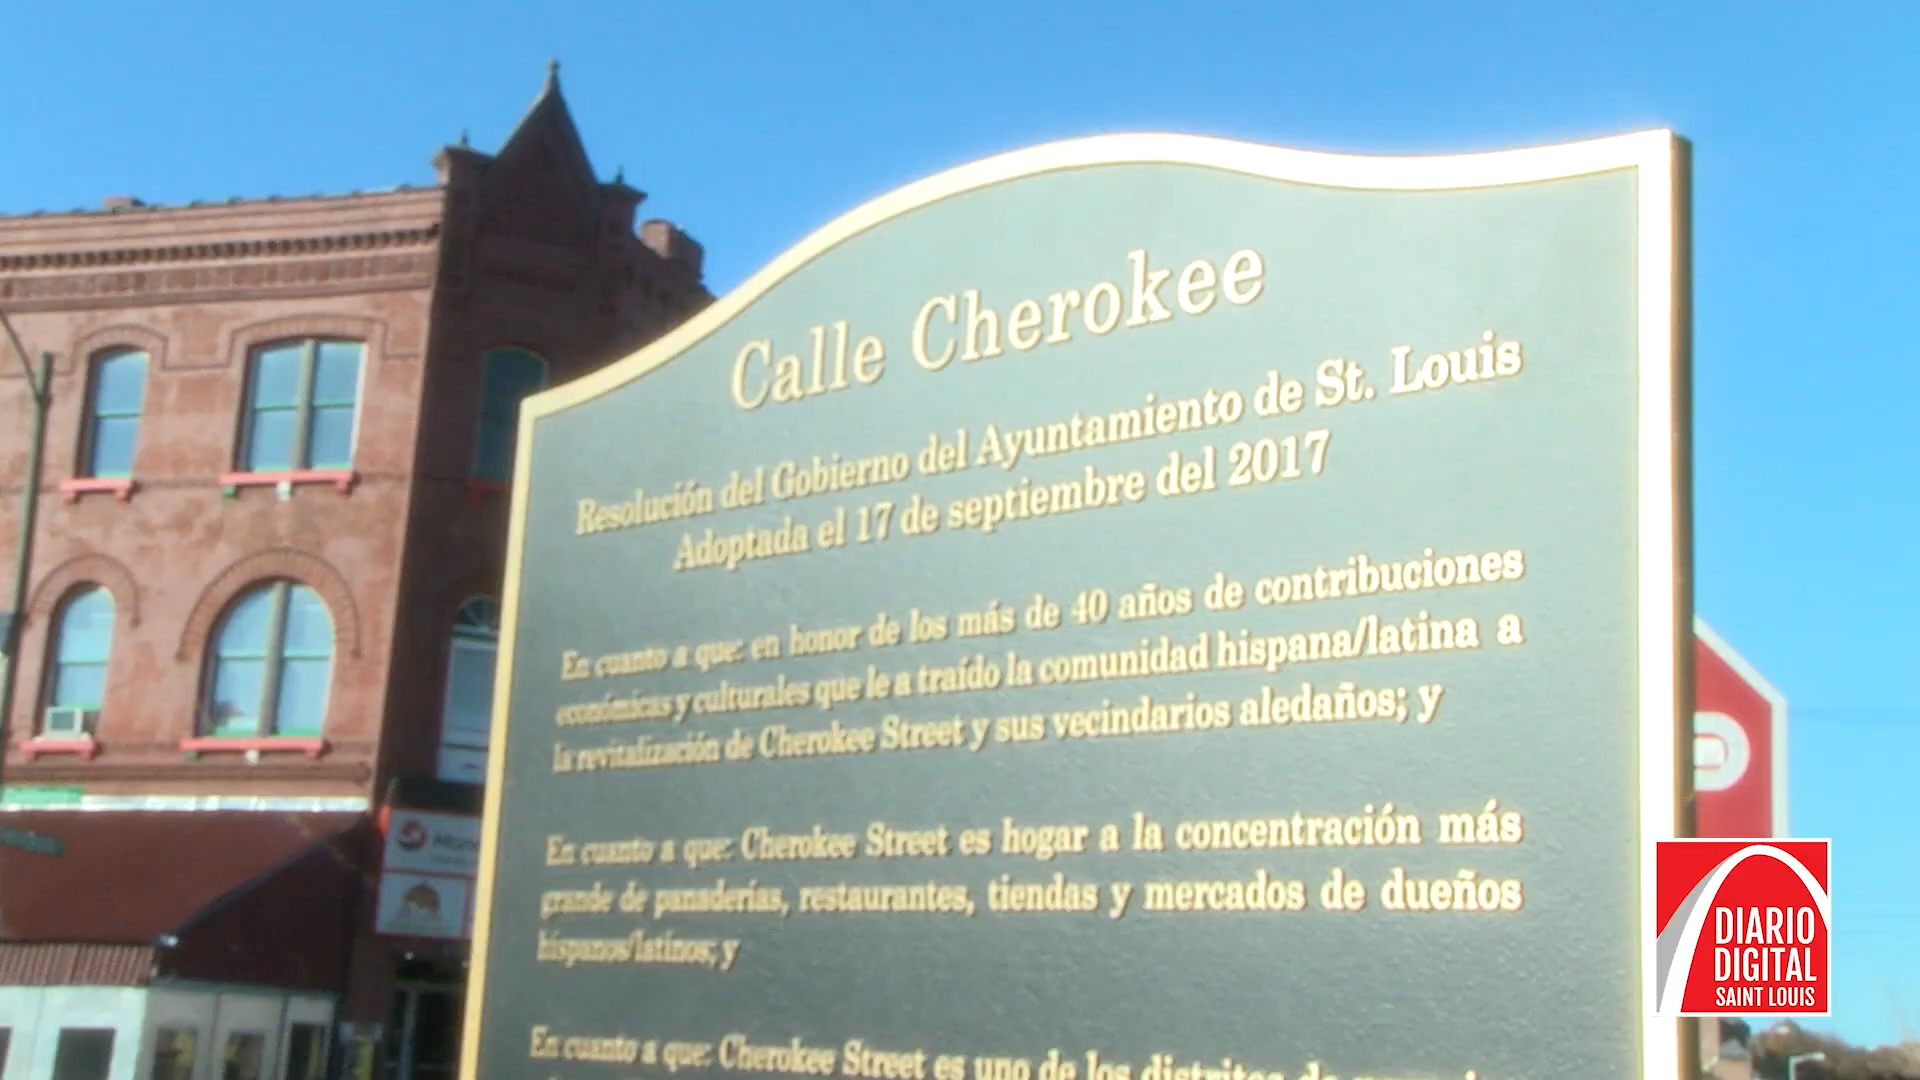 Calle Cherokee
Resolución del Gobierno del Ayuntamiento de St. Louis
Adoptada el 17 de septiembre del 2017
En cuanto a que: en honor de los más de 40 años de contribuciones
económicas y culturales que le a traído la comunidad hispana/latina a
la revitalización de Cherokee Street y sus vecindarios aledaños; y
En cuanto a que: Cherokee Street es hogar a la concentración más
grande de panaderías, restaurantes, tiendas y mercados de dueños
hispanos/latinos; y
En cuanto a que: Cherokee Street es uno de los distritos de
DIARIO
DIGITAL
SAINT LOUIS